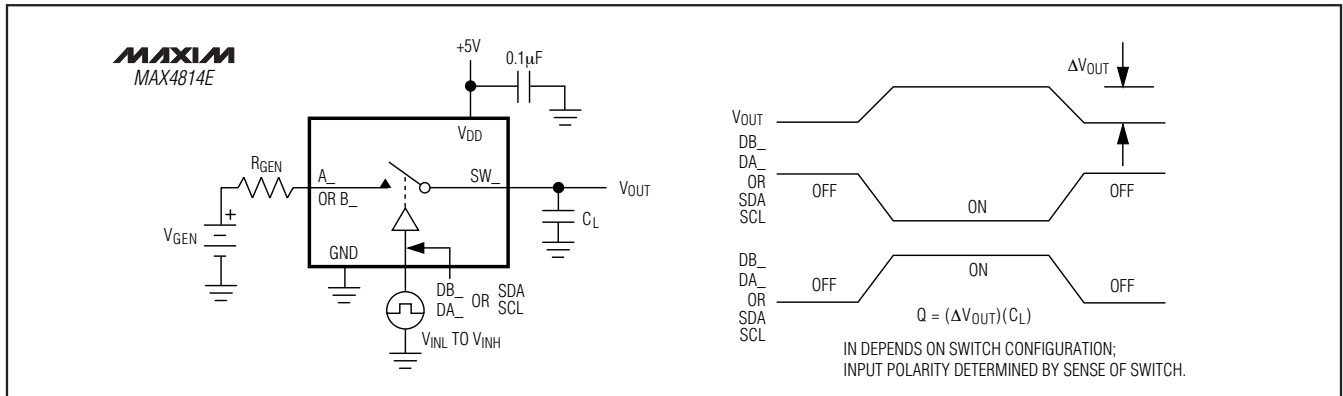 MAXIM
MAX4814E
+5V
0.1μF
VDD
RGEN
A_
OR B_
SW_
VOUT
CL
VGEN
+
GND
DB_
DA_
OR
SDA
SCL
VINL TO VINH
ΔVOUT
VOUT
DB_
DA_
OR
SDA
SCL
OFF
ON
OFF
DB_
DA_
OR
SDA
SCL
OFF
ON
OFF
Q = (ΔVOUT)(CL)
IN DEPENDS ON SWITCH CONFIGURATION;
INPUT POLARITY DETERMINED BY SENSE OF SWITCH.